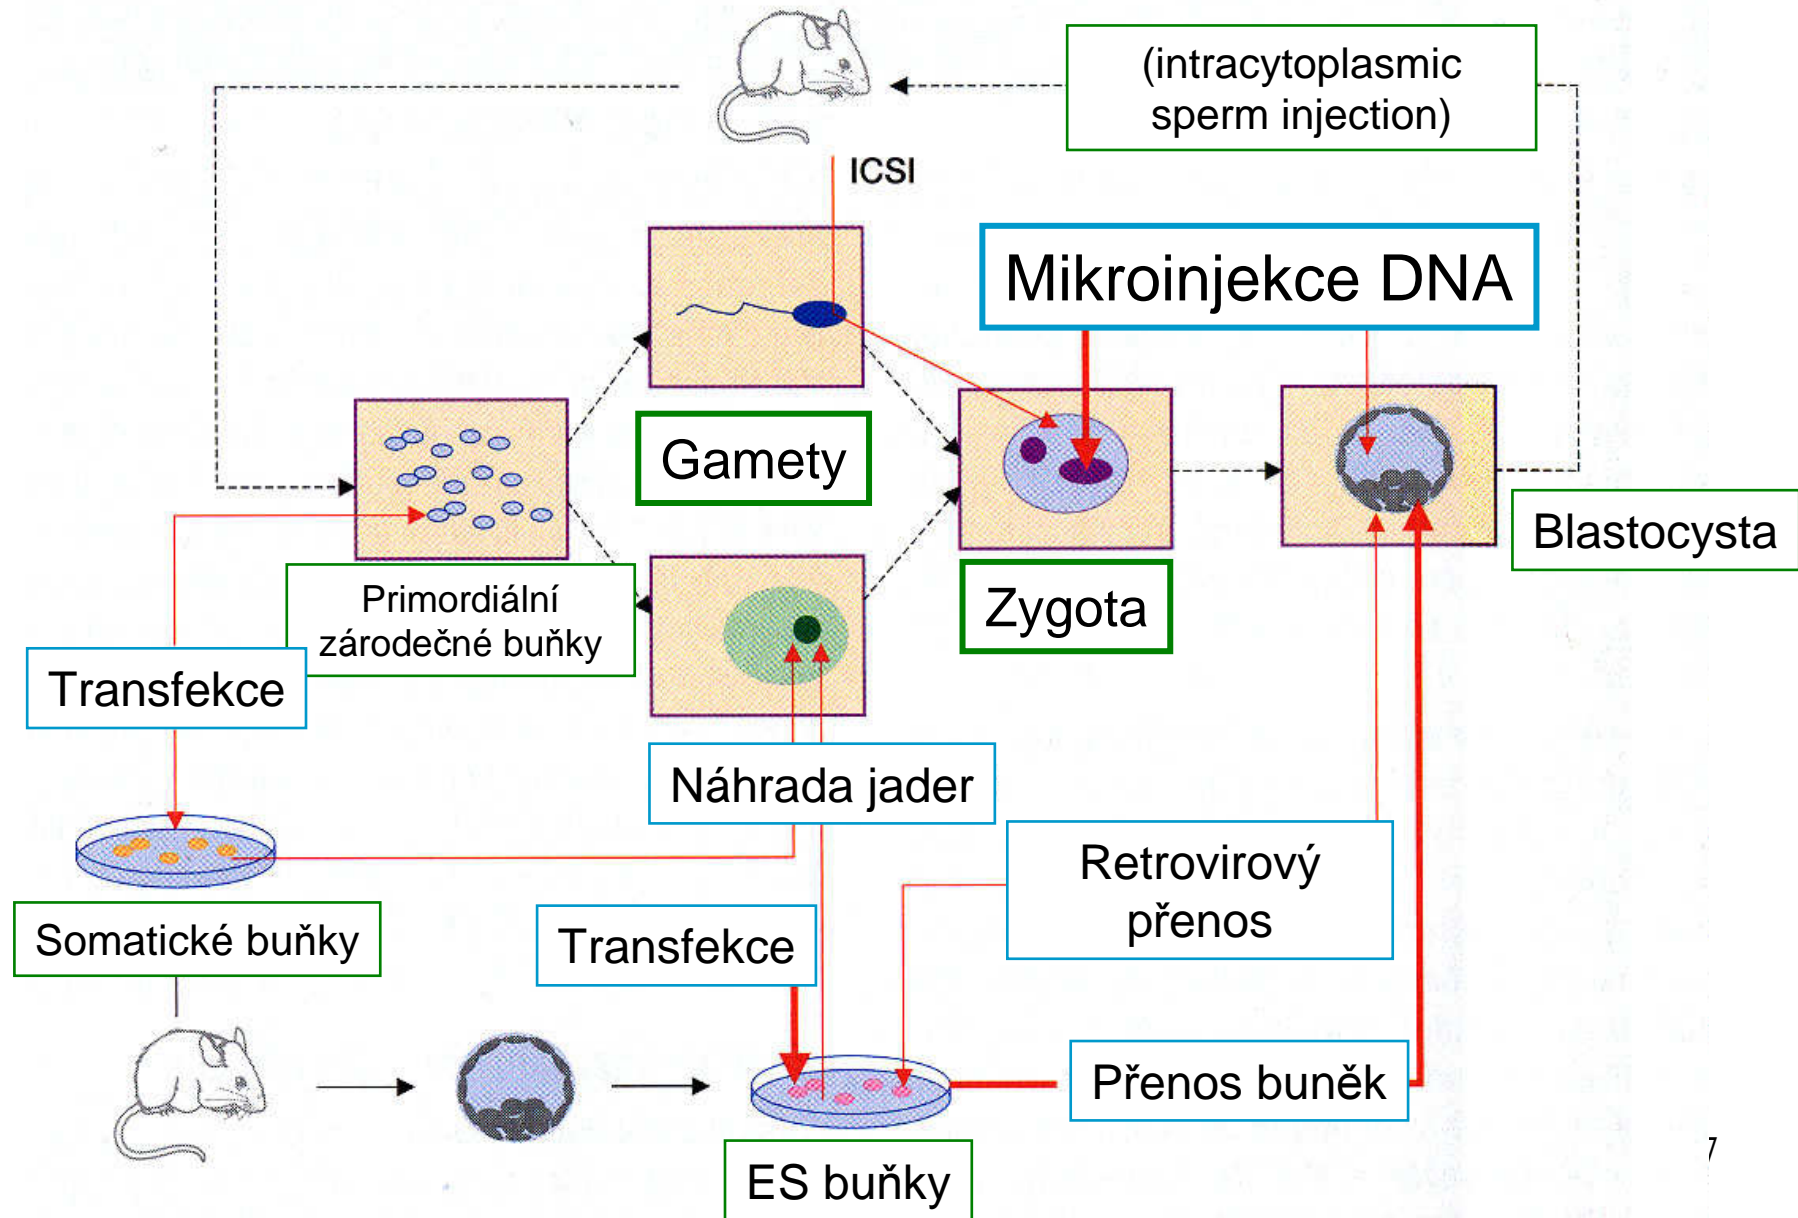 (intracytoplasmic
sperm injection)
ICSI
Mikroinjekce DNA
Gamety
Zygota
Blastocysta
Primordiální
zárodečné buňky
Transfekce
Náhrada jader
Retrovirový
přenos
Somatické buňky
Transfekce
Přenos buněk
ES buňky
7